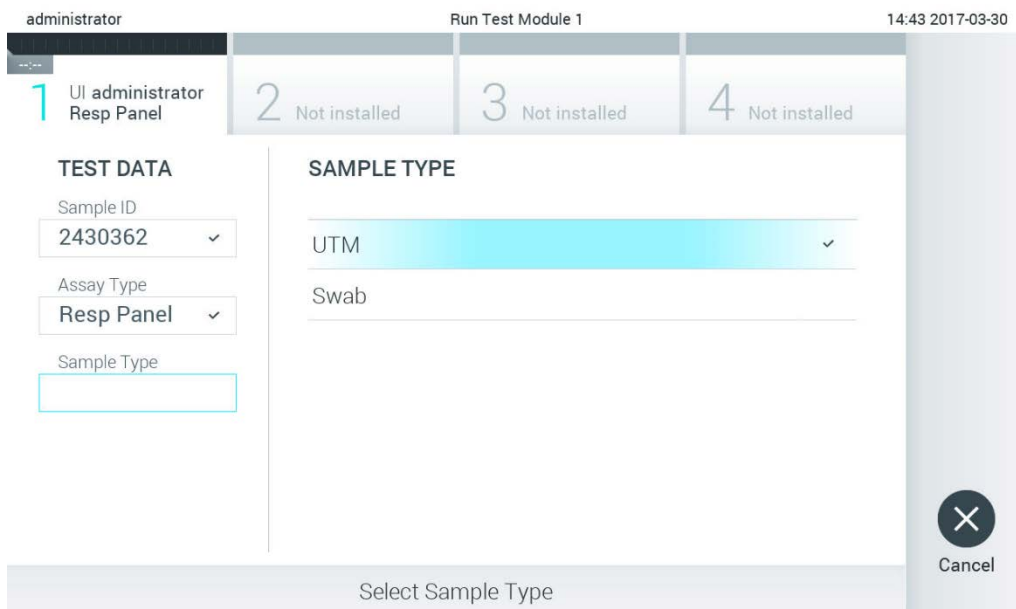 administrator
Run Test Module 1
14:43 2017-03-30
--:--
1
UI administrator
Resp Panel
2 Not installed
3 Not installed
4 Not installed
TEST DATA
Sample ID
2430362
Assay Type
Resp Panel
Sample Type
SAMPLE TYPE
UTM
Swab
Cancel
Select Sample Type